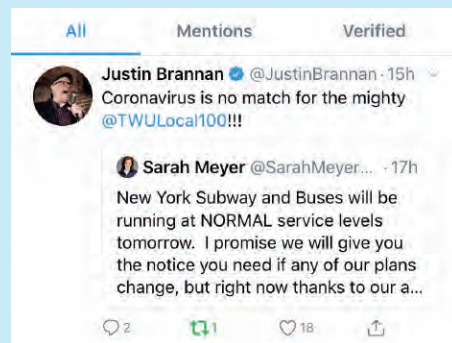 All Mentions Verified
Justin Brannan @JustinBrannan · 15h
Coronavirus is no match for the mighty
@TWULocal100!!!
Sarah Meyer @SarahMeyer... · 17h
New York Subway and Buses will be
running at NORMAL service levels
tomorrow. I promise we will give you
the notice you need if any of our plans
change, but right now thanks to our a...
2 1 18